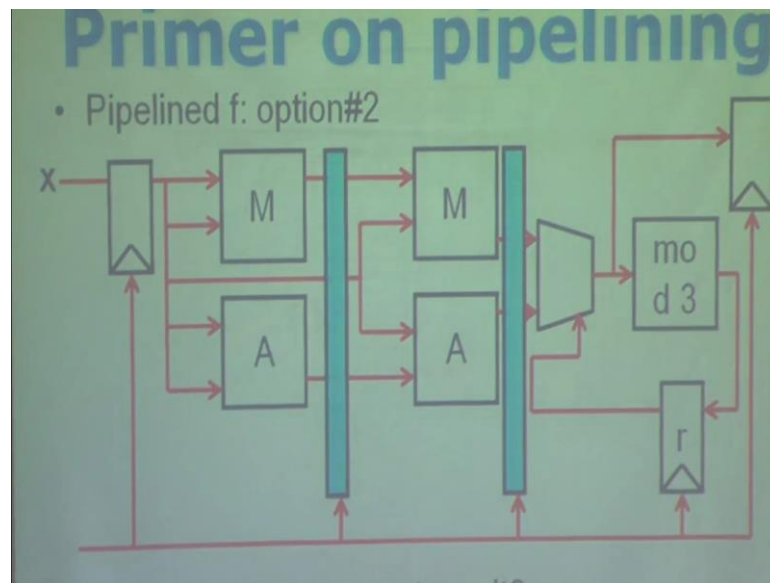 Primer on pipelining
• Pipelined f: option#2
x
M
M
A
A
mo
d 3
r